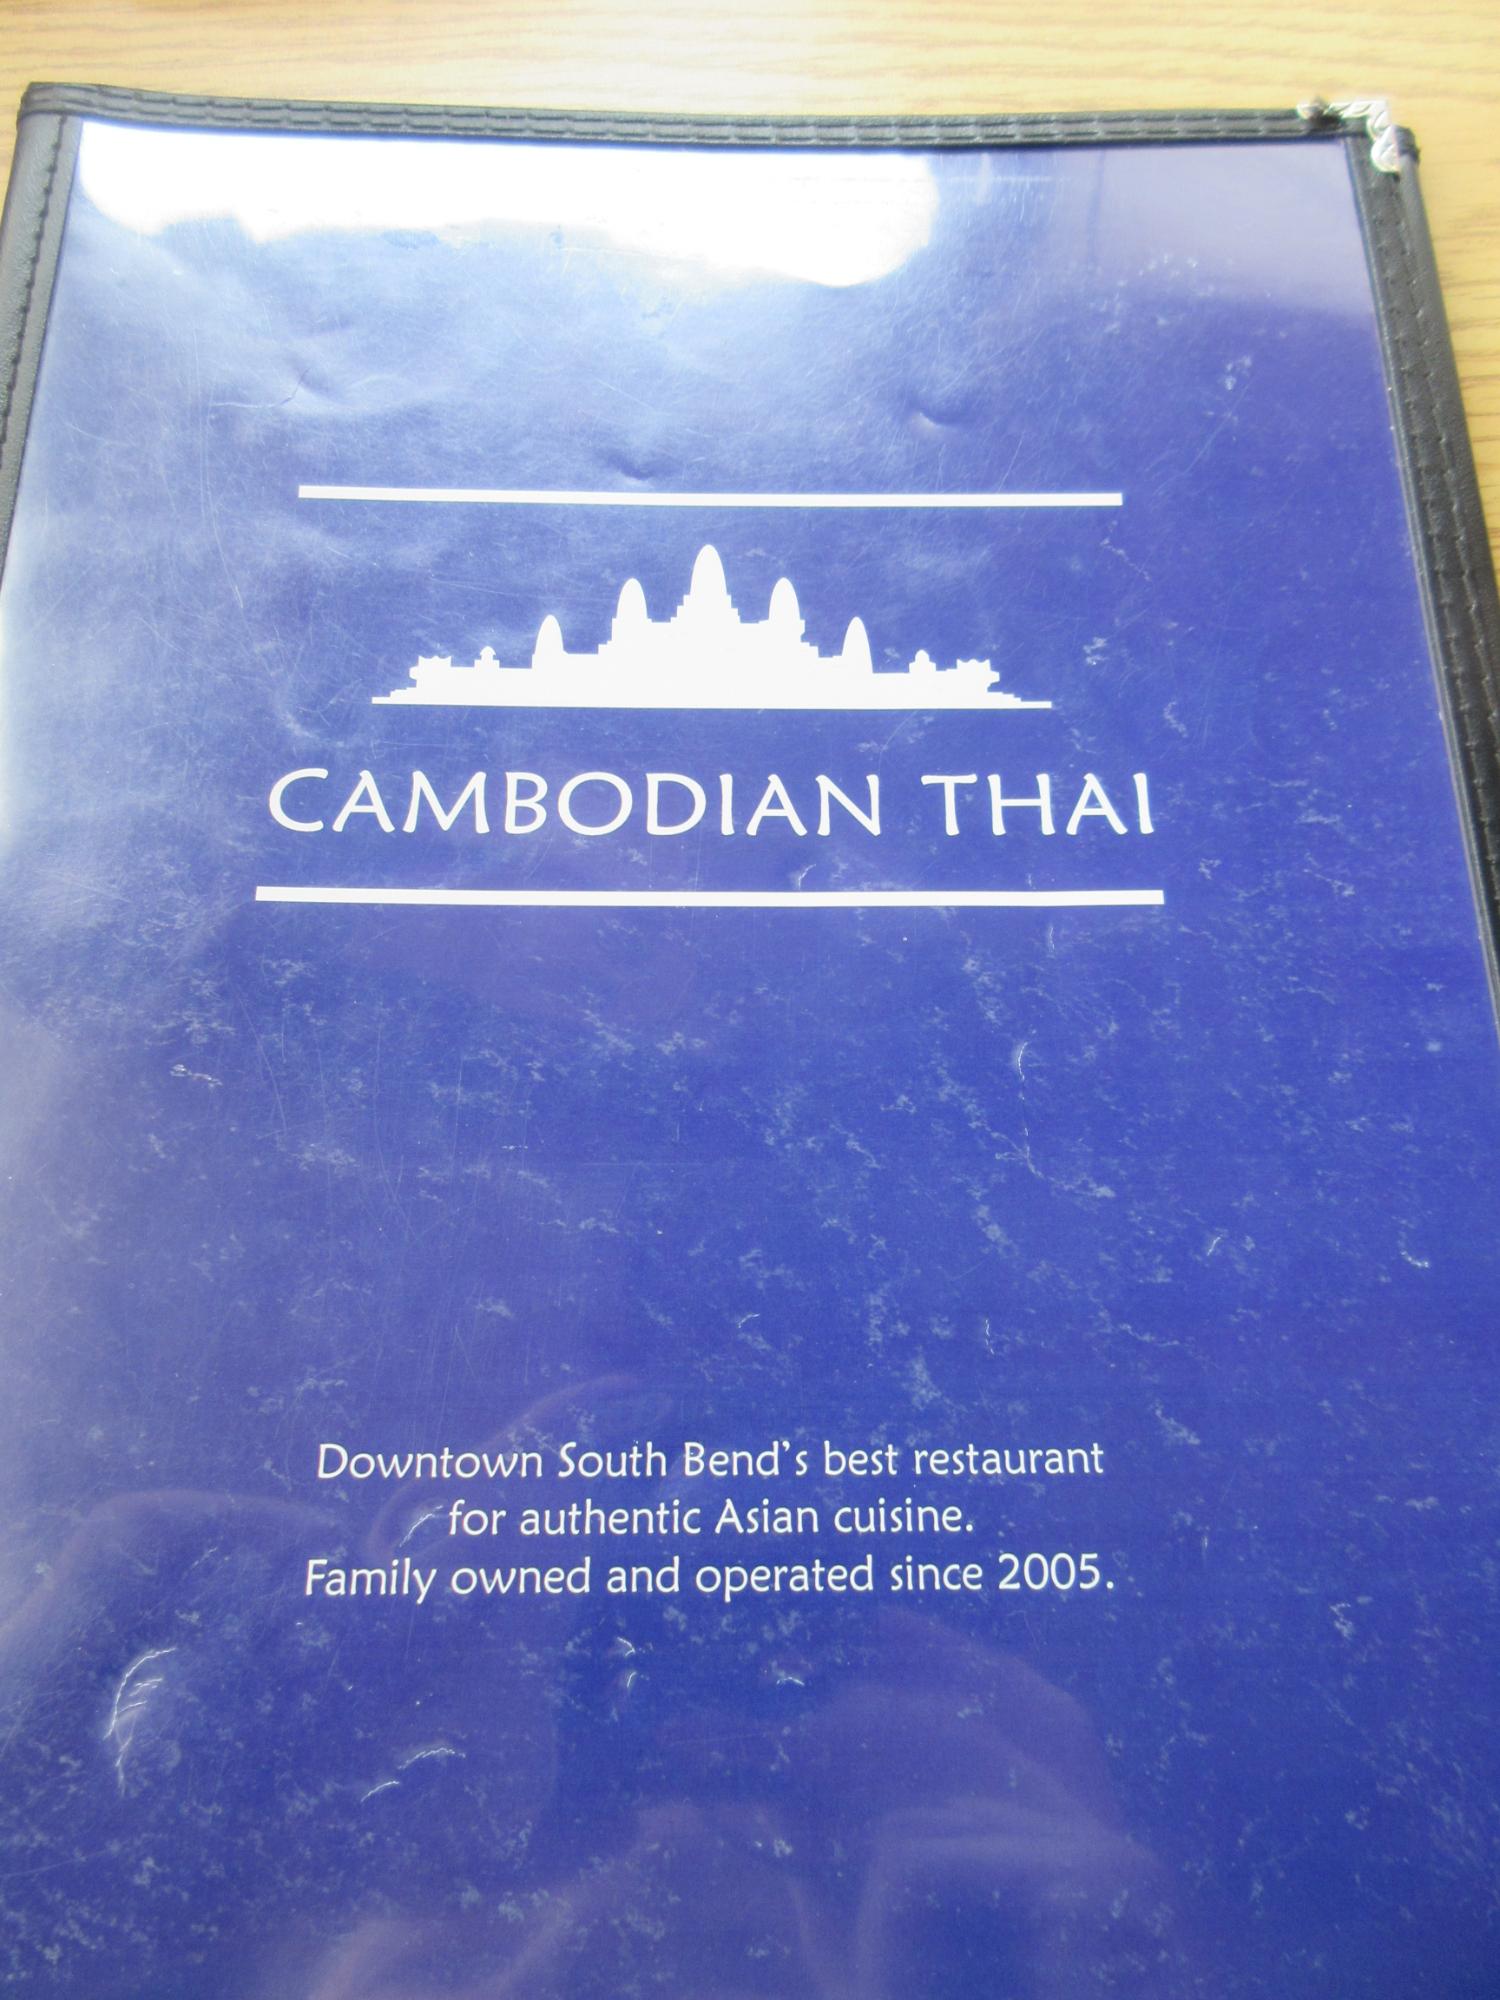 CAMBODIAN THAI
Downtown South Bend's best restaurant
for authentic Asian cuisine.
Family owned and operated since 2005.